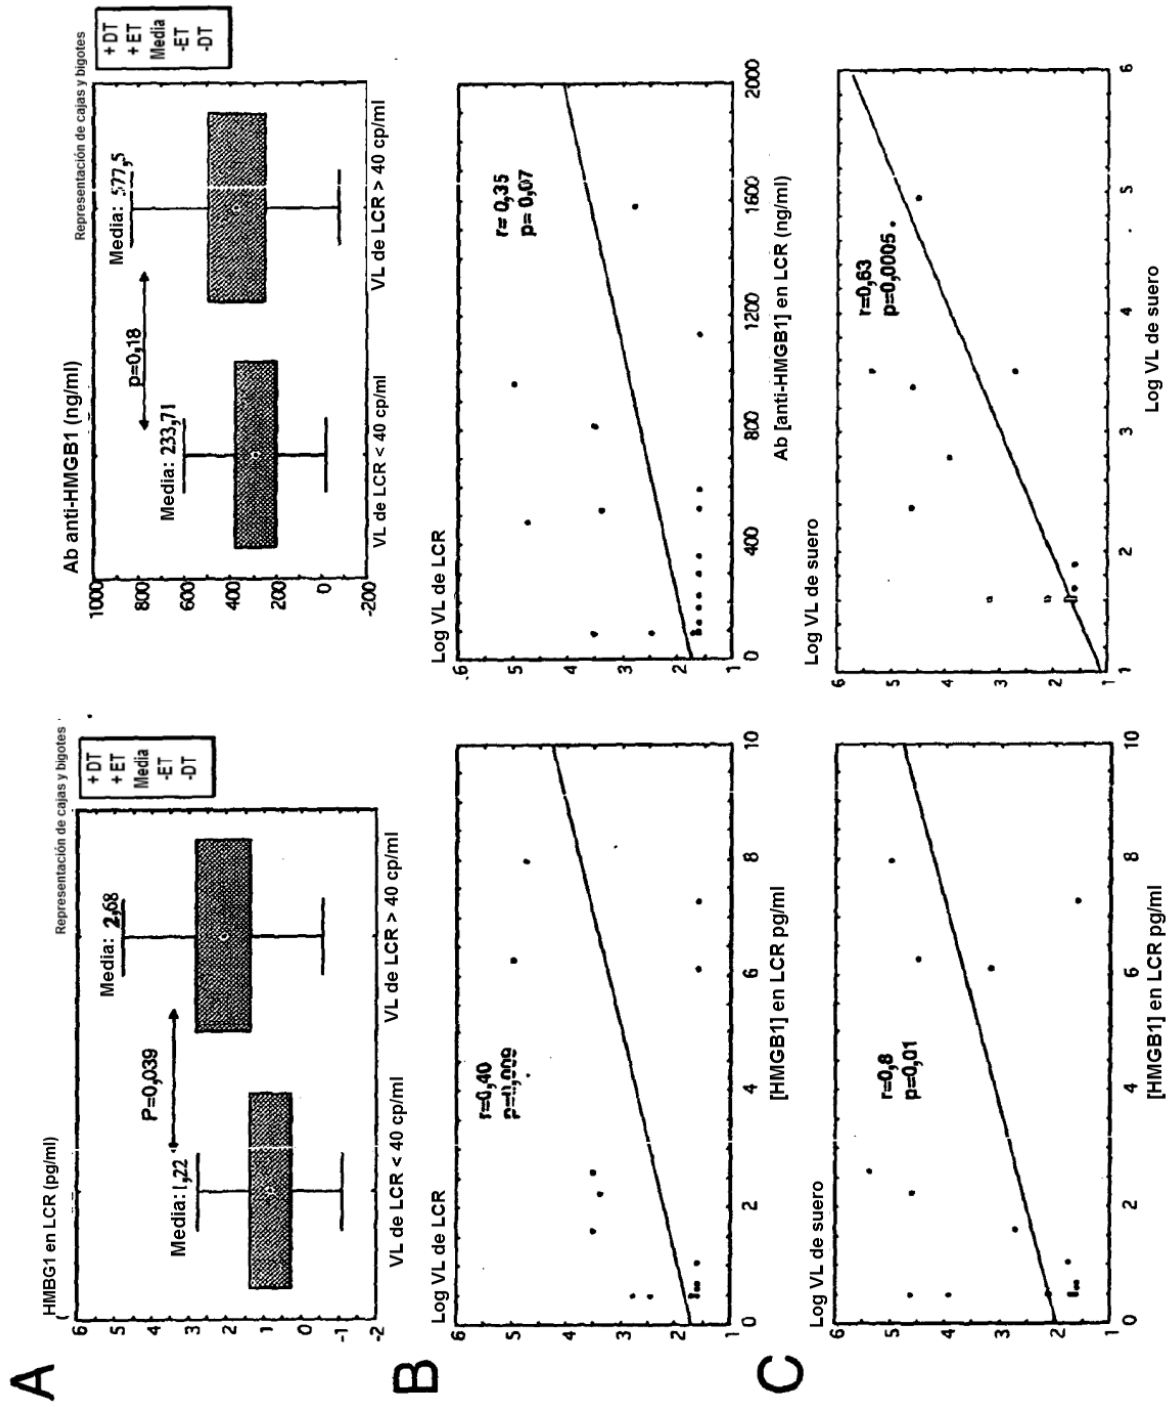 A
HMBG1 en LCR (pg/ml)
(
Representación de cajas y bigotes
+DT
+ET
Media
-ET
-DT
6
5
4
3
2
1
0
-1
-2
Media: 1,22
P=0,039
Media: 2,68
VL de LCR < 40 cp/ml
VL de LCR > 40 cp/ml
Ab anti-HMGB1 (ng/ml)
Representación de cajas y bigotes
+DT
+ET
Media
-ET
-DT
1000
800
600
400
200
0
-200
Media: 233,71
p=0,18
Media: 577,5
VL de LCR < 40 cp/ml
VL de LCR > 40 cp/ml
B
Log VL de LCR
6
5
4
3
2
1
r=0,40
p=0,009
0
2
4
6
8
10
[HMGB1] en LCR pg/ml
Log VL de LCR
6
5
4
3
2
1
r= 0,35
p= 0,07
0
400
800
1200
1600
2000
Ab [anti-HMGB1] en LCR (ng/ml)
C
Log VL de suero
6
5
4
3
2
1
r=0,8
p=0,01
0
2
4
6
8
10
[HMGB1] en LCR pg/ml
Log VL de suero
6
5
4
3
2
1
r=0,63
p=0,0005
1
2
3
4
5
6
Log VL de suero